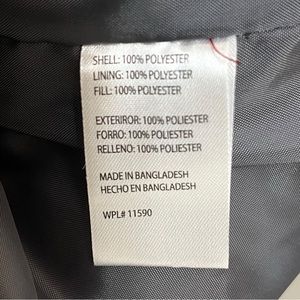 SHELL: 100% POLYESTER
LINING: 100% POLYESTER
FILL: 100% POLYESTER
EXTERIROR: 100% POLIESTER
FORRO: 100% POLIESTER
RELLENO: 100% POLIESTER
MADE IN BANGLADESH
HECHO EN BANGLADESH
WPL# 11590